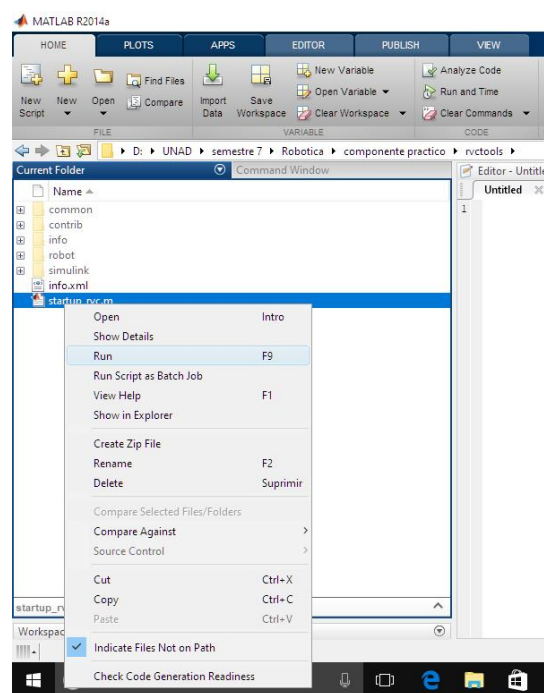 MATLAB R2014a
HOME PLOTS APPS EDITOR PUBLISH VIEW
New Script New Open Find Files Compare Import Data Save Workspace New Variable Open Variable Clear Workspace Analyze Code Run and Time Clear Commands
FILE VARIABLE CODE
D: UNAD semestre 7 Robotica componente practico rvctools
Current Folder Command Window Editor - Untitle
Name Untitled
1
common
contrib
info
robot
simulink
info.xml
startup_rvc.m
Open Intro
Show Details
Run F9
Run Script as Batch Job
View Help F1
Show in Explorer
Create Zip File
Rename F2
Delete Suprimir
Compare Selected Files/Folders
Compare Against
Source Control
Cut Ctrl+X
Copy Ctrl+C
Paste Ctrl+V
startup_rv
Workspac
Indicate Files Not on Path
Check Code Generation Readiness